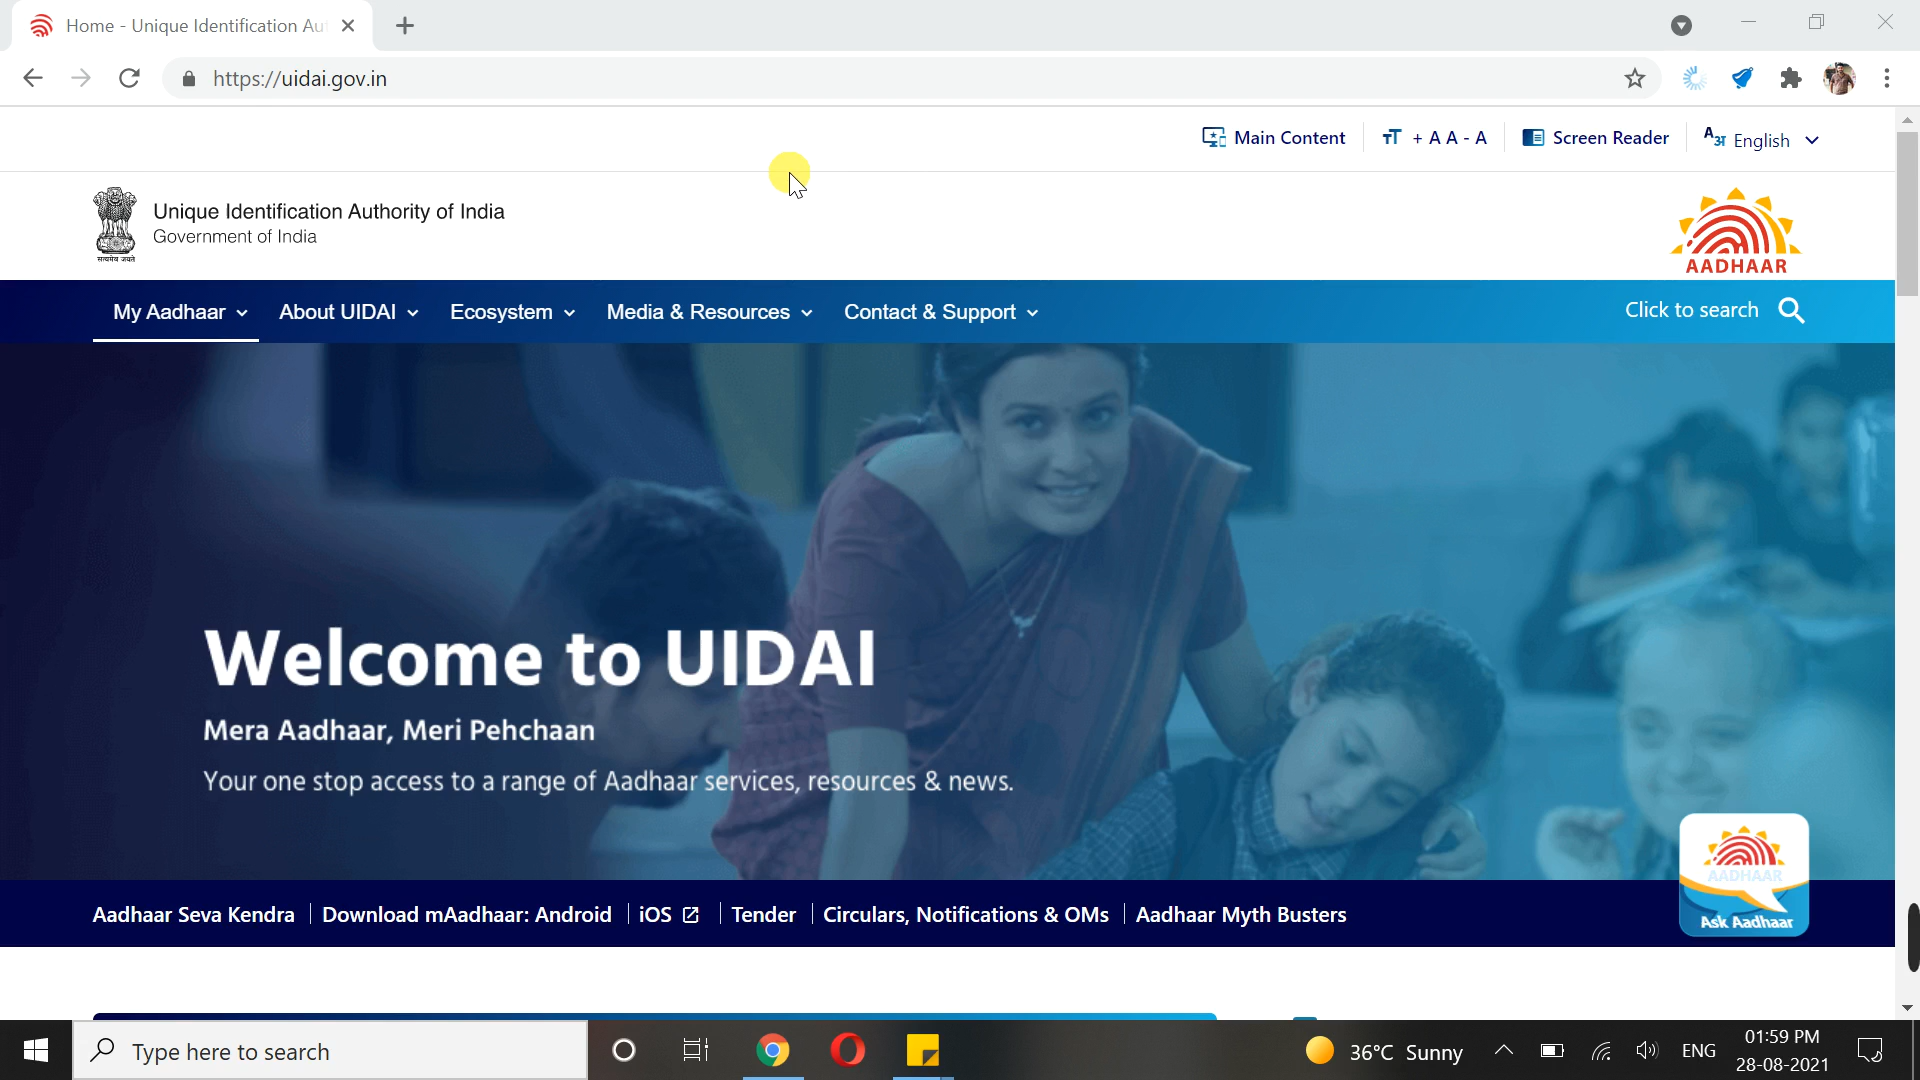 Home - Unique Identification Au
https://uidai.gov.in
Main Content
+ A A - A
Screen Reader
English
सत्यमेव जयते
Unique Identification Authority of India
Government of India
AADHAAR
My Aadhaar
About UIDAI
Ecosystem
Media & Resources
Contact & Support
Click to search
Welcome to UIDAI
Mera Aadhaar, Meri Pehchaan
Your one stop access to a range of Aadhaar services, resources & news.
AADHAAR
Ask Aadhaar
Aadhaar Seva Kendra
Download mAadhaar: Android
iOS
Tender
Circulars, Notifications & OMs
Aadhaar Myth Busters
Type here to search
36°C Sunny
ENG
01:59 PM
28-08-2021